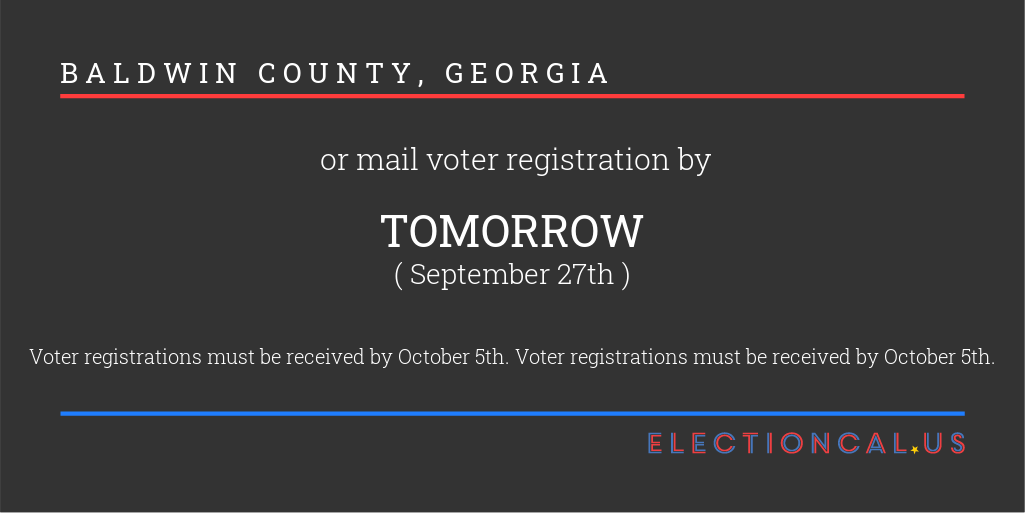 BALDWIN COUNTY, GEORGIA
or mail voter registration by
TOMORROW
( September 27th )
Voter registrations must be received by October 5th. Voter registrations must be received by October 5th.
ELECTIONCAL★US